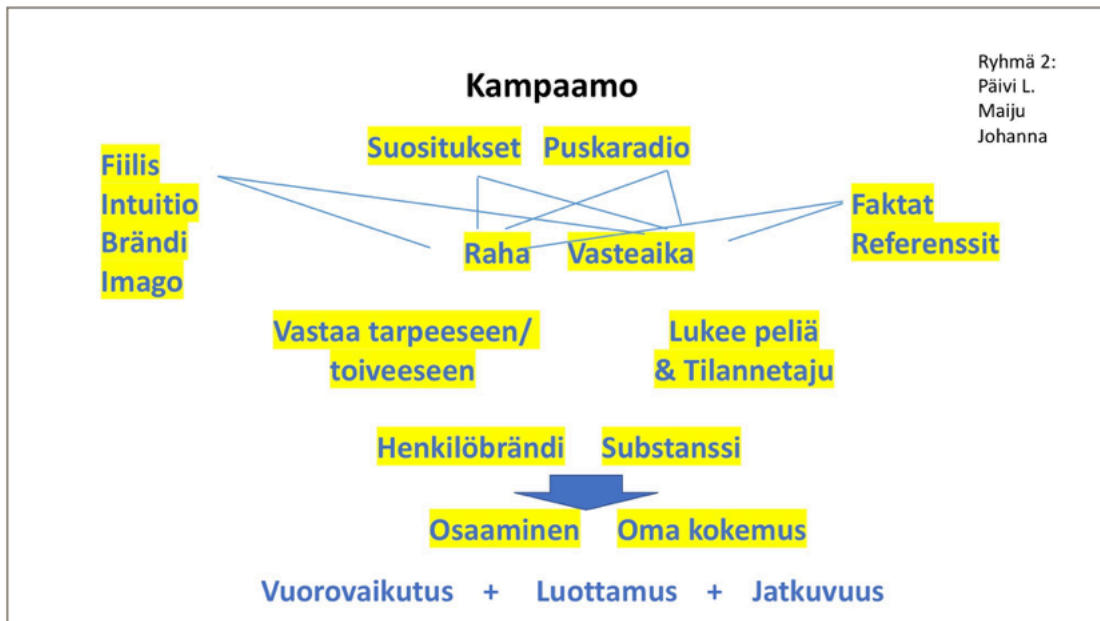 Kampaamo
Ryhmä 2:
Päivi L.
Maiju
Johanna
Suositukset Puskaradio
Fiilis
Intuitio
Brändi
Imago
Faktat
Referenssit
Raha Vasteaika
Vastaa tarpeeseen/
toiveeseen
Lukee peliä
& Tilannetaju
Henkilöbrändi Substanssi
Osaaminen Oma kokemus
Vuorovaikutus + Luottamus + Jatkuvuus